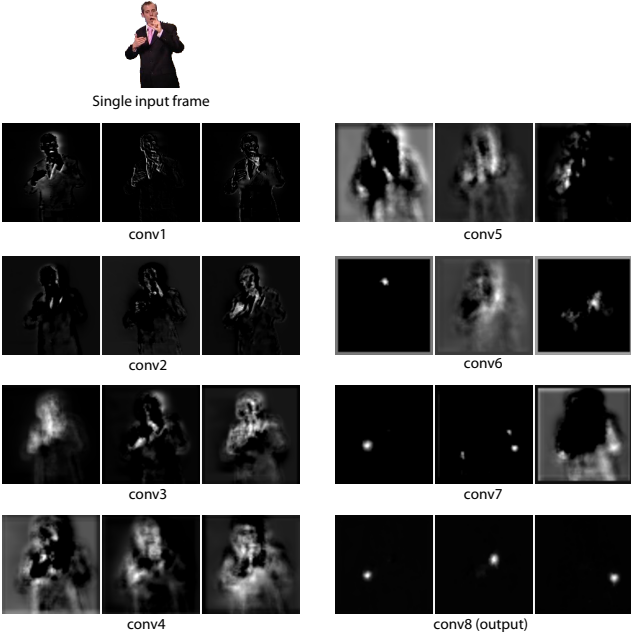 Single input frame
conv1
conv2
conv3
conv4
conv5
conv6
conv7
conv8 (output)